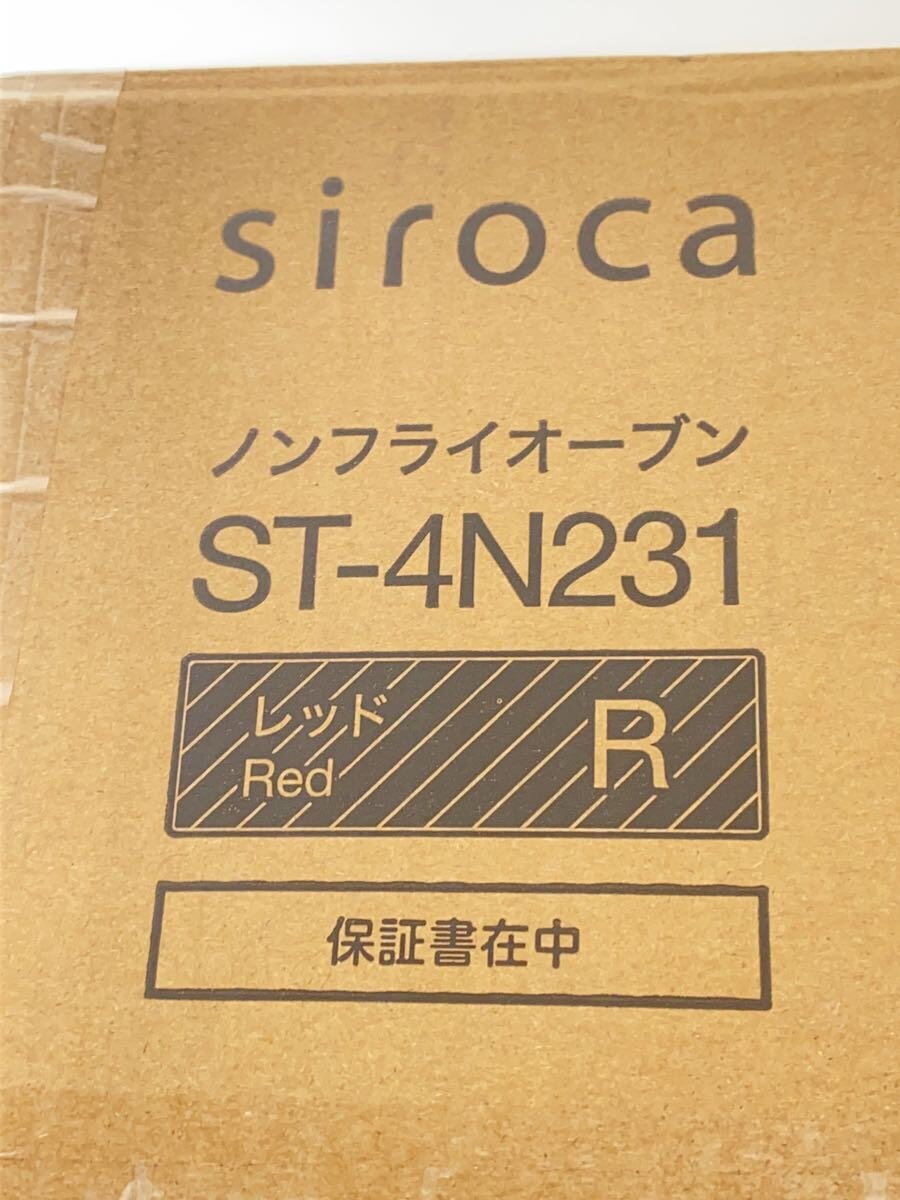 siroca
ノンフライオーブン
ST-4N231
レッド
Red
R
保証書在中